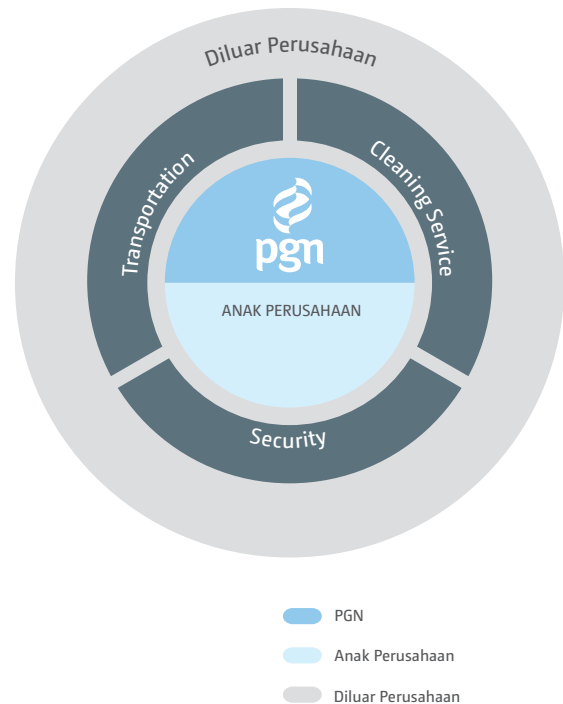 Diluar Perusahaan
Transportation
Cleaning Service
pgn
ANAK PERUSAHAAN
Security
PGN
Anak Perusahaan
Diluar Perusahaan